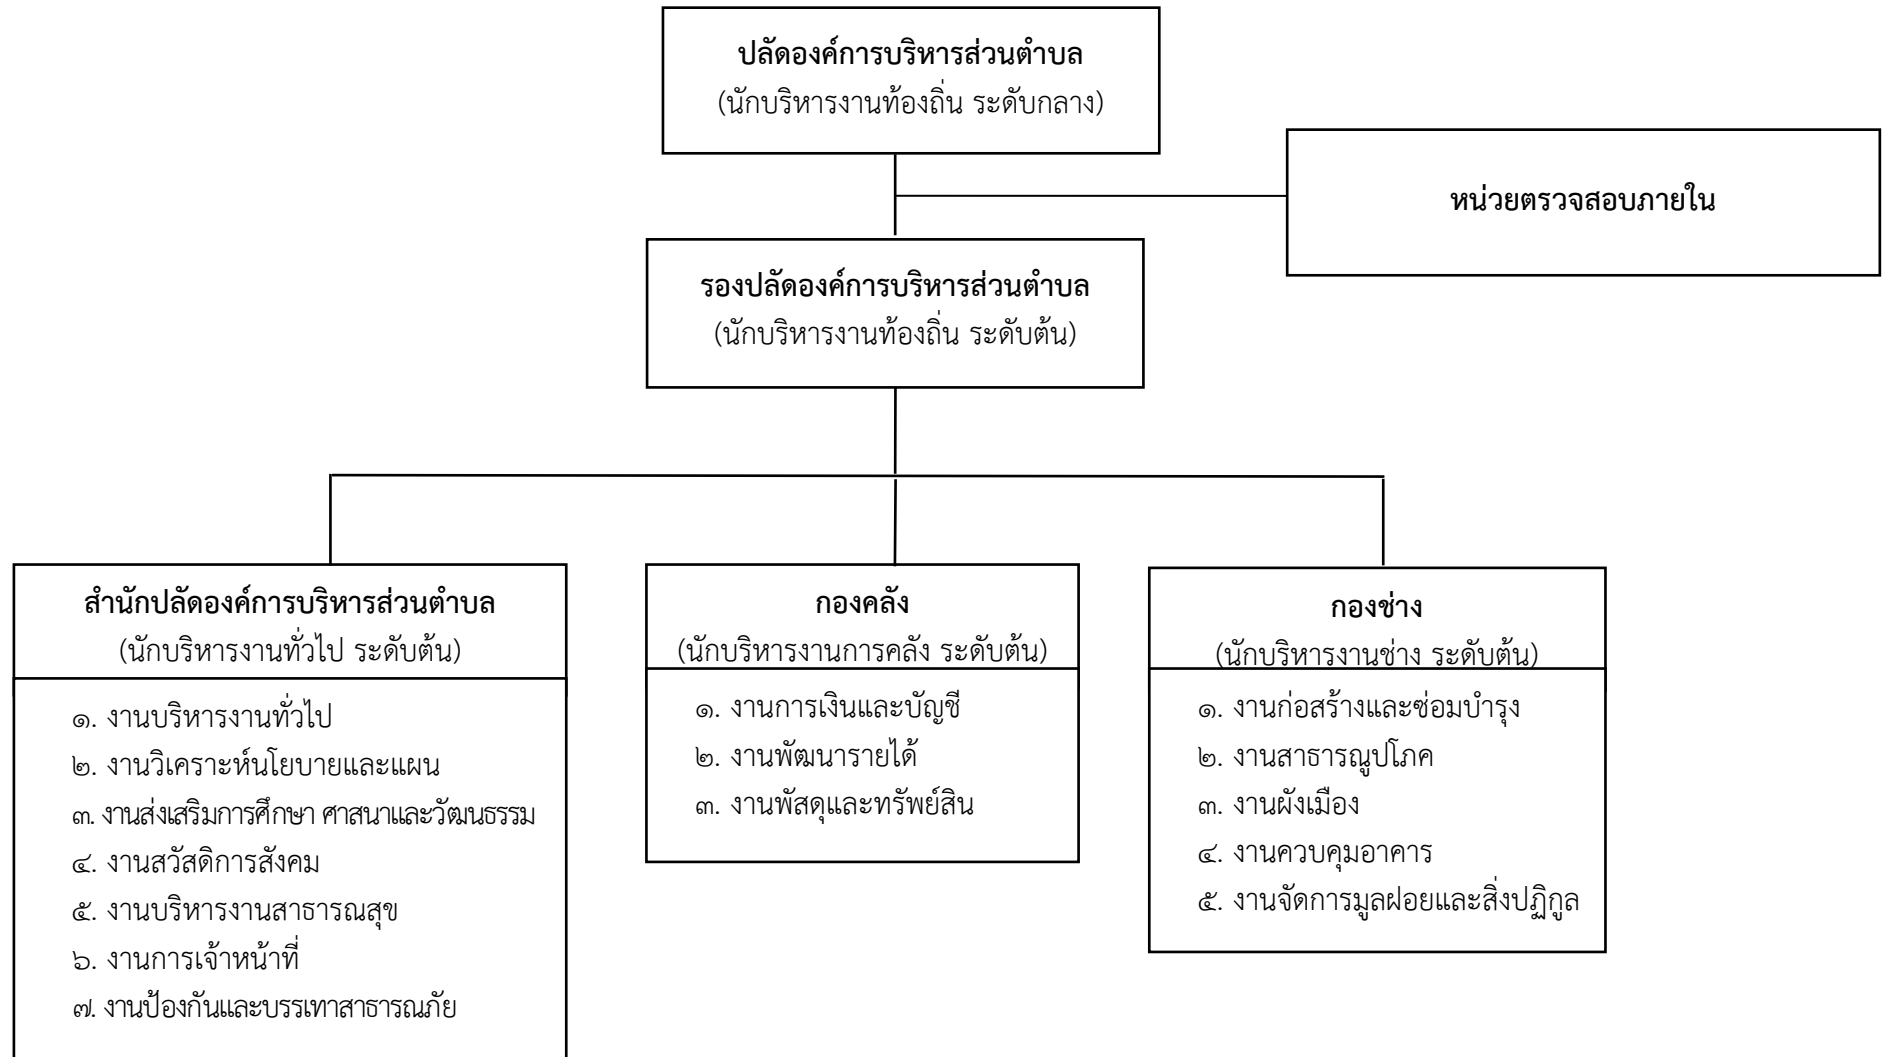 ปลัดองค์การบริหารส่วนตำบล
(นักบริหารงานท้องถิ่น ระดับกลาง)
หน่วยตรวจสอบภายใน
รองปลัดองค์การบริหารส่วนตำบล
(นักบริหารงานท้องถิ่น ระดับต้น)
สำนักปลัดองค์การบริหารส่วนตำบล
(นักบริหารงานทั่วไป ระดับต้น)
๑. งานบริหารงานทั่วไป
๒. งานวิเคราะห์นโยบายและแผน
๓. งานส่งเสริมการศึกษา ศาสนาและวัฒนธรรม
๔. งานสวัสดิการสังคม
๕. งานบริหารงานสาธารณสุข
๖. งานการเจ้าหน้าที่
๗. งานป้องกันและบรรเทาสาธารณภัย
กองคลัง
(นักบริหารงานการคลัง ระดับต้น)
๑. งานการเงินและบัญชี
๒. งานพัฒนารายได้
๓. งานพัสดุและทรัพย์สิน
กองช่าง
(นักบริหารงานช่าง ระดับต้น)
๑. งานก่อสร้างและซ่อมบำรุง
๒. งานสาธารณูปโภค
๓. งานผังเมือง
๔. งานควบคุมอาคาร
๕. งานจัดการมูลฝอยและสิ่งปฏิกูล